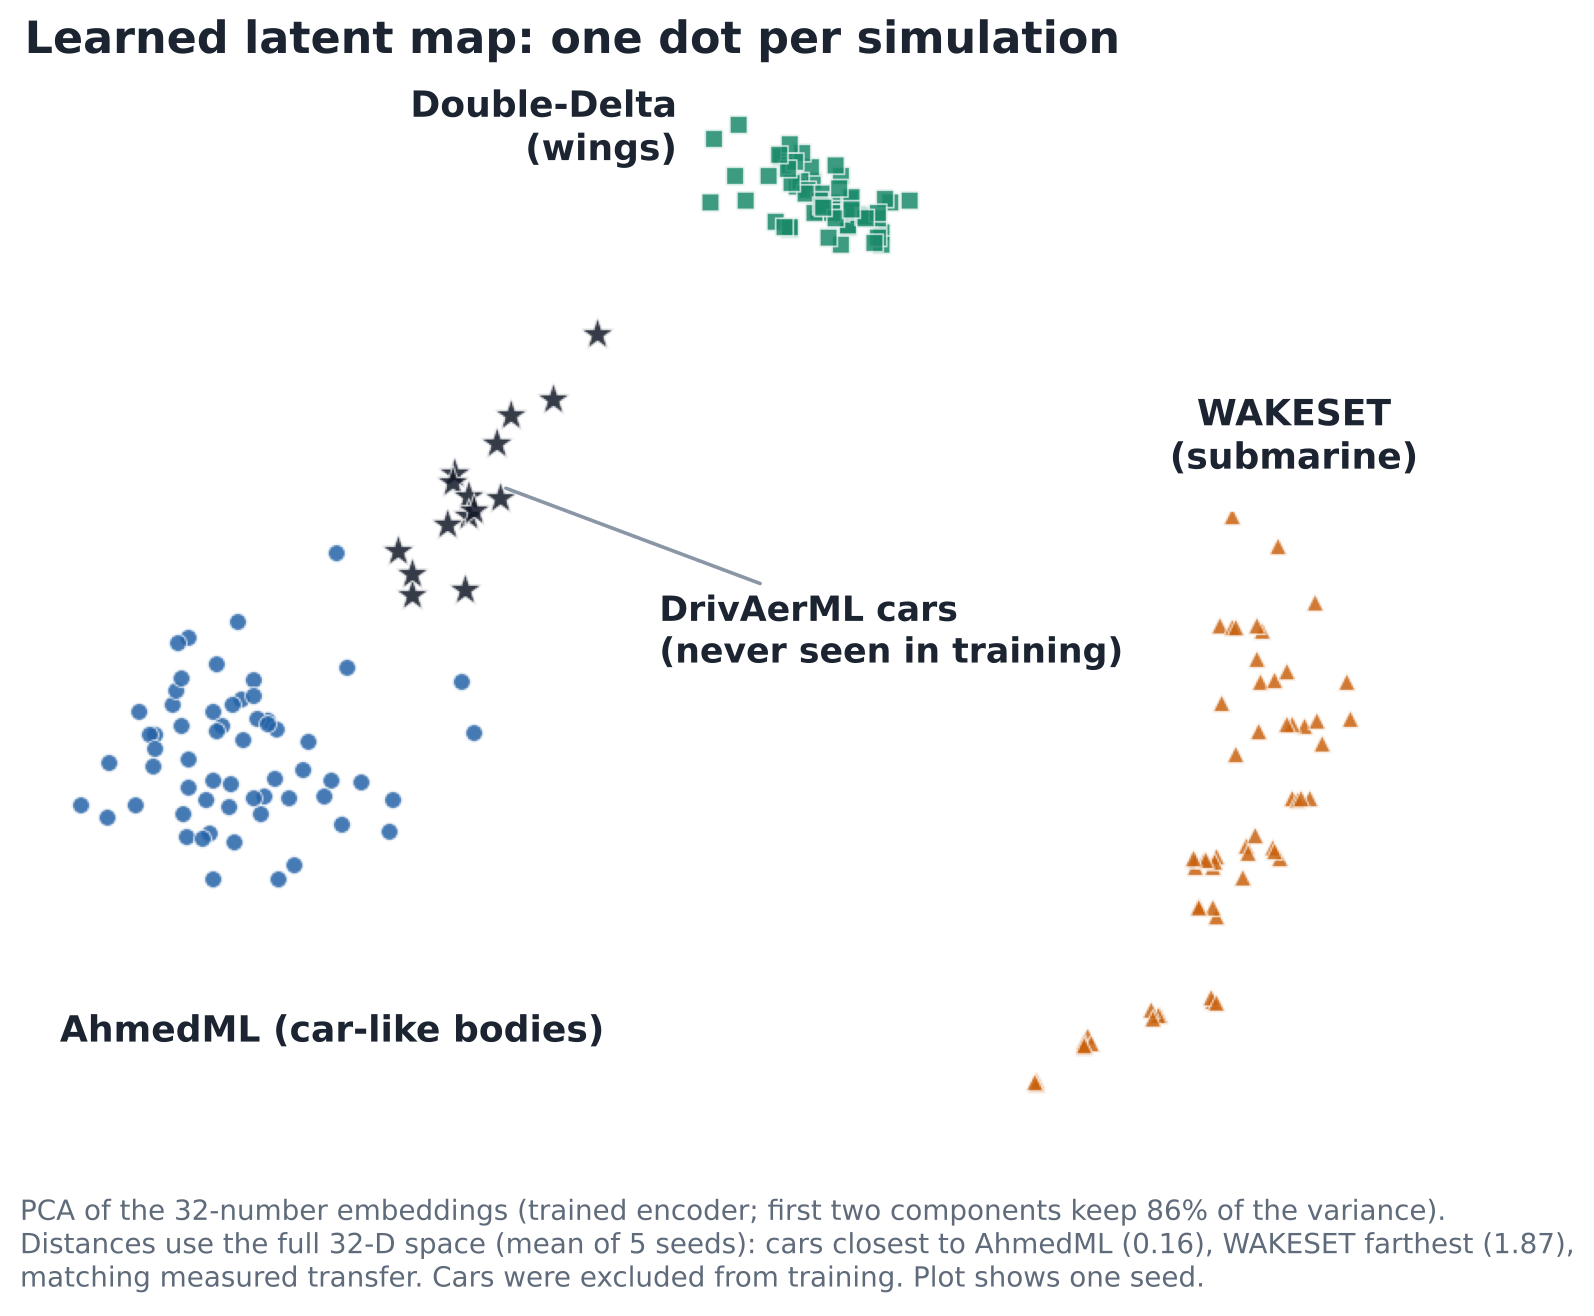 Learned latent map: one dot per simulation
Double-Delta
(wings)
WAKESET
(submarine)
DrivAerML cars
(never seen in training)
AhmedML (car-like bodies)
PCA of the 32-number embeddings (trained encoder; first two components keep 86% of the variance).
Distances use the full 32-D space (mean of 5 seeds): cars closest to AhmedML (0.16), WAKESET farthest (1.87),
matching measured transfer. Cars were excluded from training. Plot shows one seed.